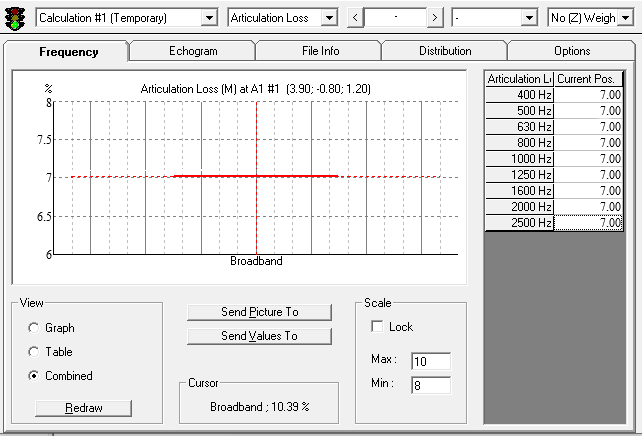 Calculation #1 (Temporary) Articulation Loss < - > - No (Z) Weigh
Frequency Echogram File Info Distribution Options
% Articulation Loss (M) at A1 #1 (3.90; -0.80; 1.20)
8
7.5
7
6.5
6
Broadband
Articulation L Current Pos.
400 Hz 7.00
500 Hz 7.00
630 Hz 7.00
800 Hz 7.00
1000 Hz 7.00
1250 Hz 7.00
1600 Hz 7.00
2000 Hz 7.00
2500 Hz 7.00
View
Graph
Table
Combined
Redraw
Send Picture To
Send Values To
Cursor
Broadband ; 10.39 %
Scale
Lock
Max : 10
Min : 8